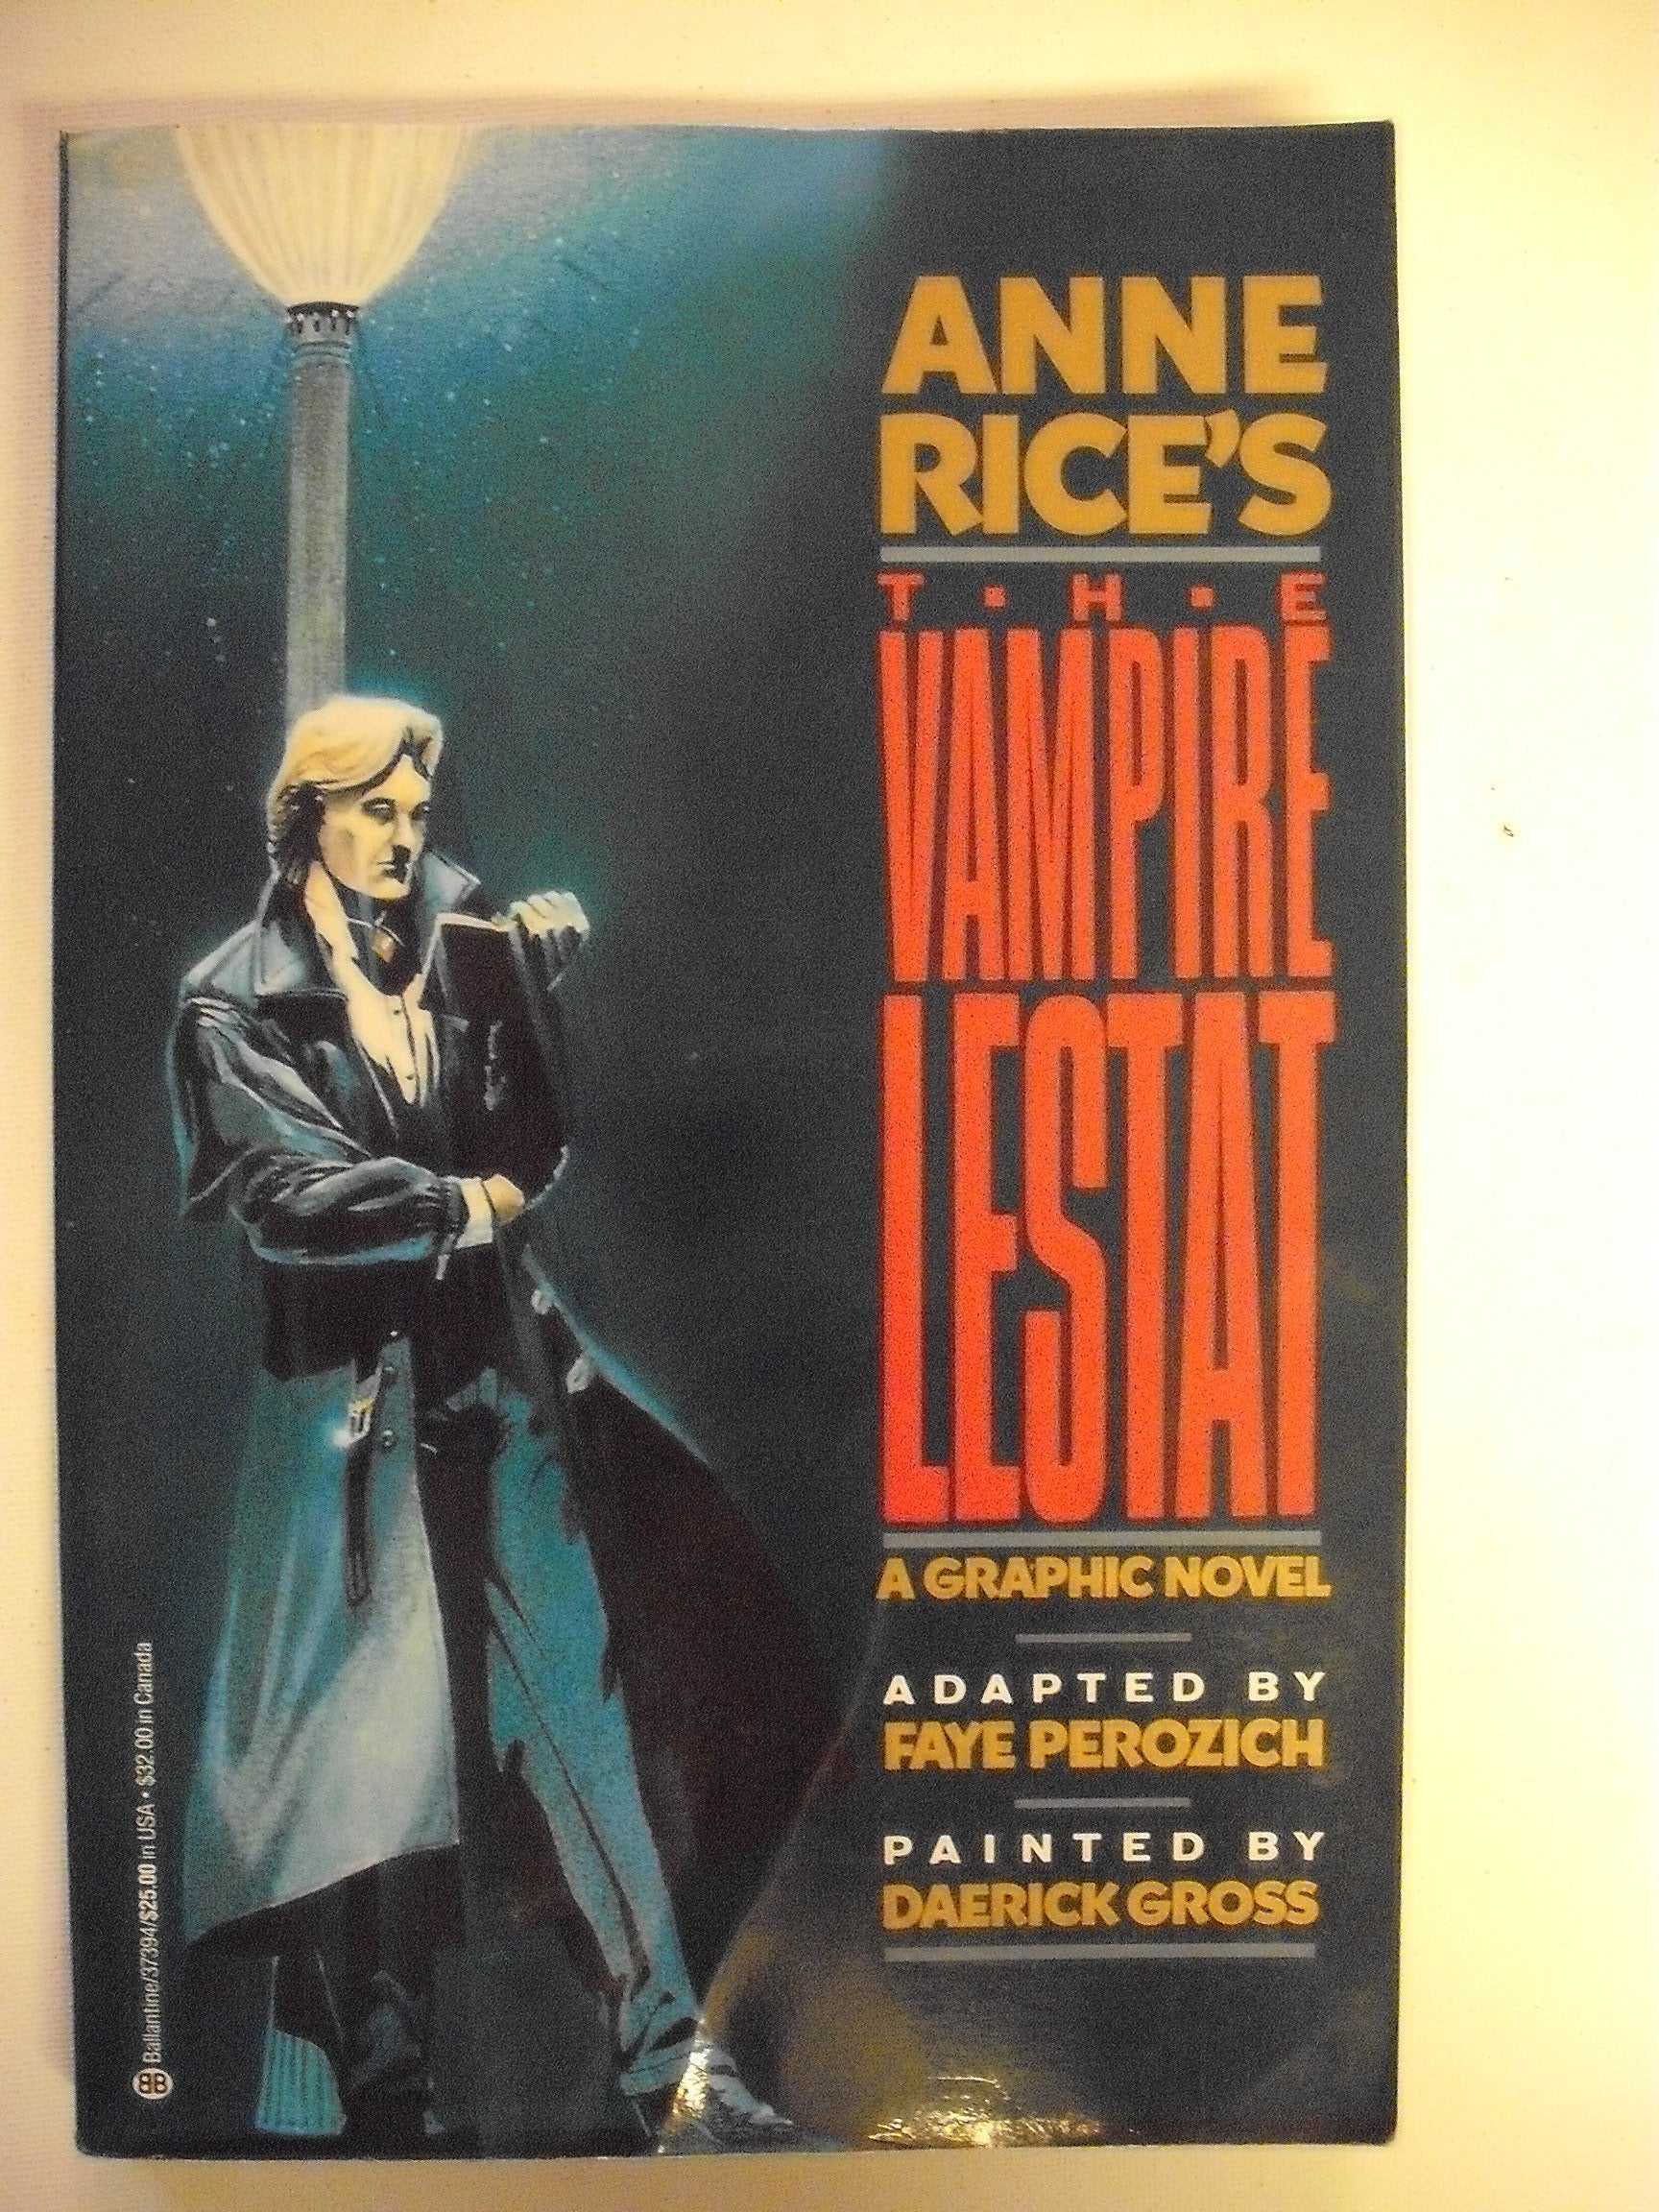 ANNE
RICE'S
T·H·E
VAMPIRE
LESTAT
A GRAPHIC NOVEL
ADAPTED BY
FAYE PEROZICH
PAINTED BY
DAERICK GROSS
BB Ballantine/37394/$25.00 in USA • $32.00 in Canada